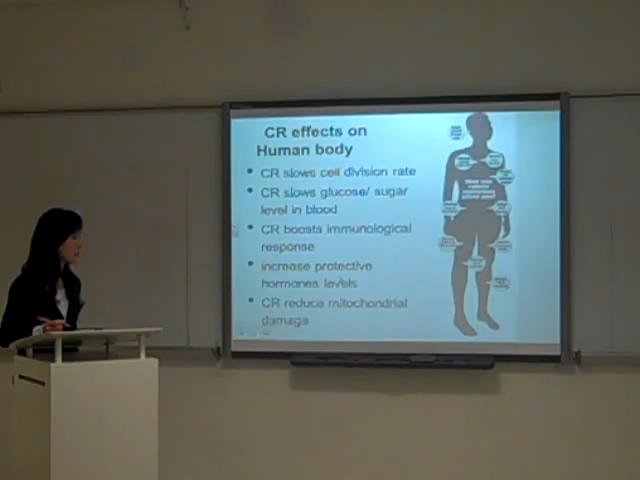 CR effects on
Human body
• CR slows cell division rate
• CR slows glucose/ sugar
level in blood
• CR boosts immunological
response
• increase protective
hormones levels
• CR reduce mitochondrial
damage